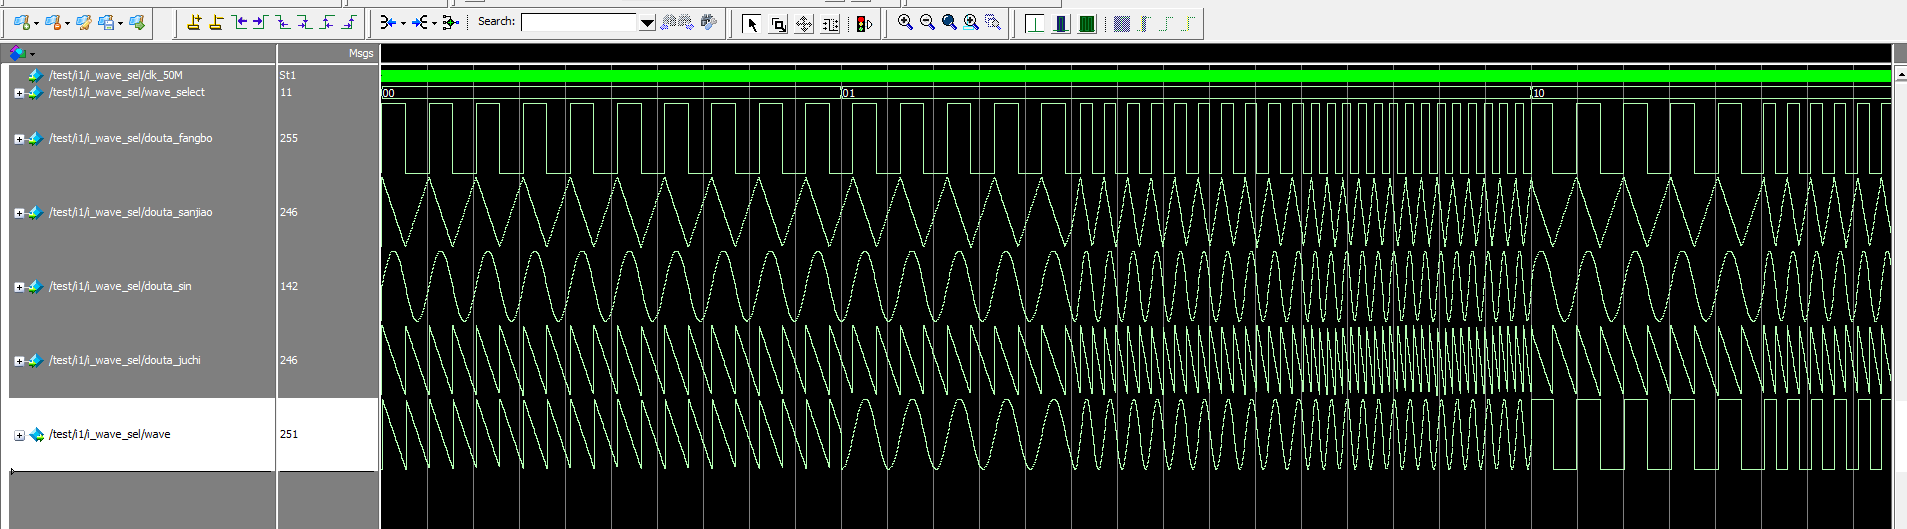 Search:
Msgs
/test/i1/i_wave_sel/clk_50M St1
/test/i1/i_wave_sel/wave_select 11 00 01 10
/test/i1/i_wave_sel/douta_fangbo 255
/test/i1/i_wave_sel/douta_sanjiao 246
/test/i1/i_wave_sel/douta_sin 142
/test/i1/i_wave_sel/douta_juchi 246
/test/i1/i_wave_sel/wave 251